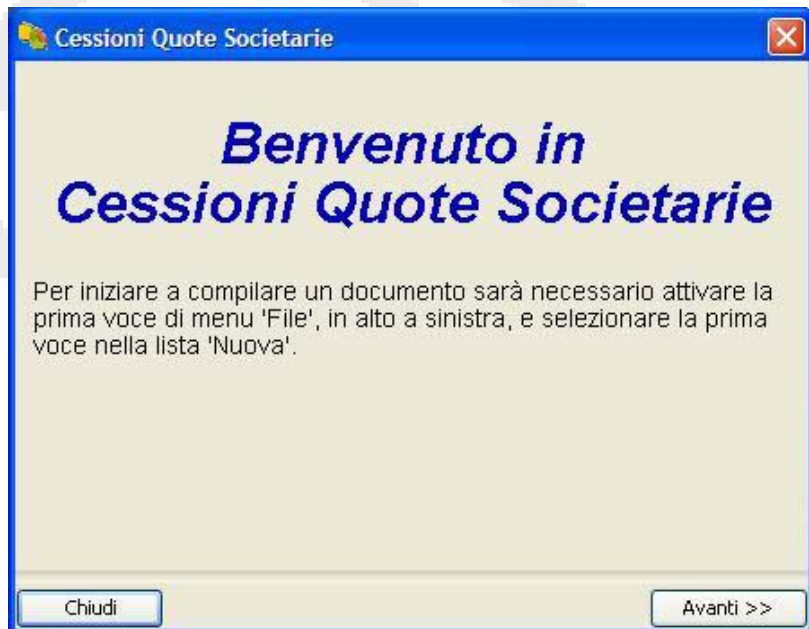 Cessioni Quote Societarie
Benvenuto in
Cessioni Quote Societarie
Per iniziare a compilare un documento sarà necessario attivare la
prima voce di menu 'File', in alto a sinistra, e selezionare la prima
voce nella lista 'Nuova'.
Chiudi
Avanti >>